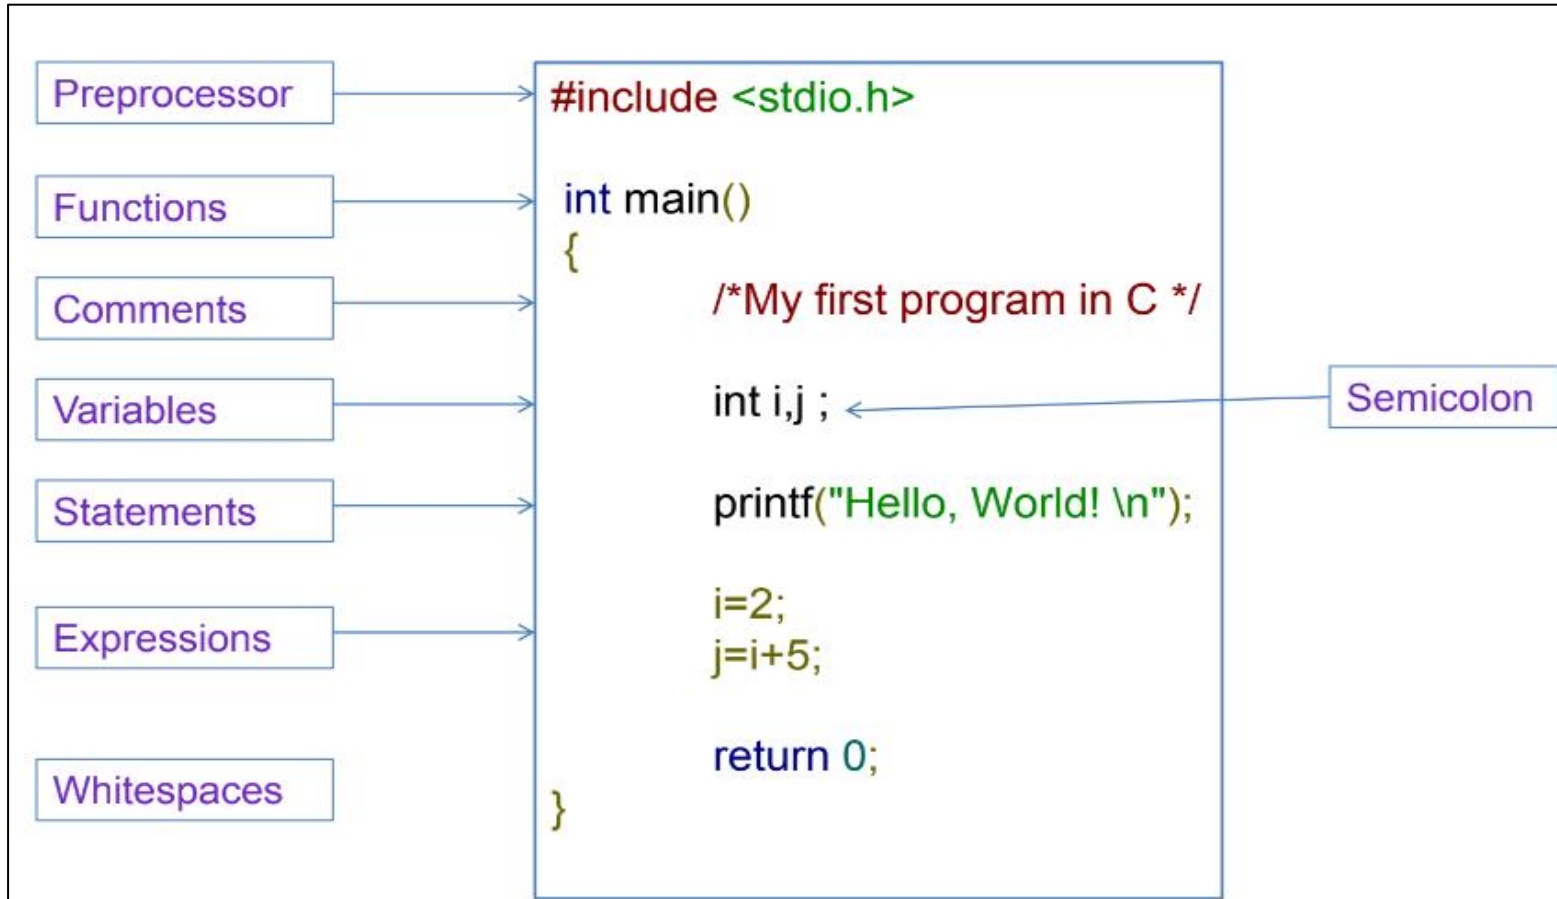 Preprocessor
#include <stdio.h>
Functions
int main()
{
Comments
/*My first program in C */
Variables
int i,j ;
Semicolon
Statements
printf("Hello, World! \n");
i=2;
Expressions
j=i+5;
return 0;
Whitespaces
}